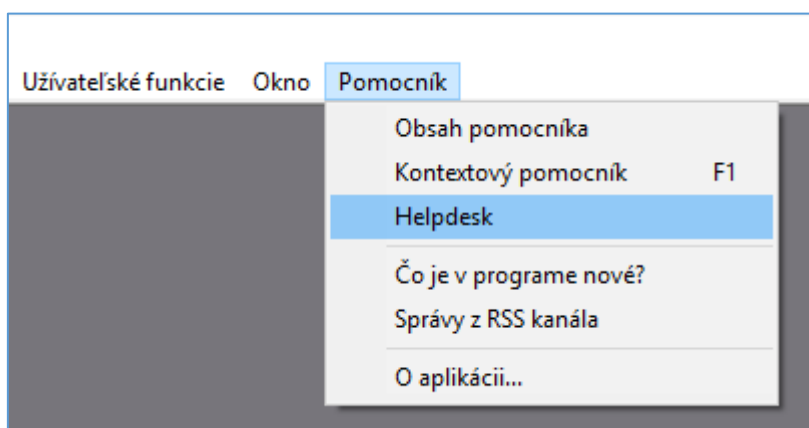 Užívateľské funkcie Okno Pomocník
Obsah pomocníka
Kontextový pomocník F1
Helpdesk
Čo je v programe nové?
Správy z RSS kanála
O aplikácii...